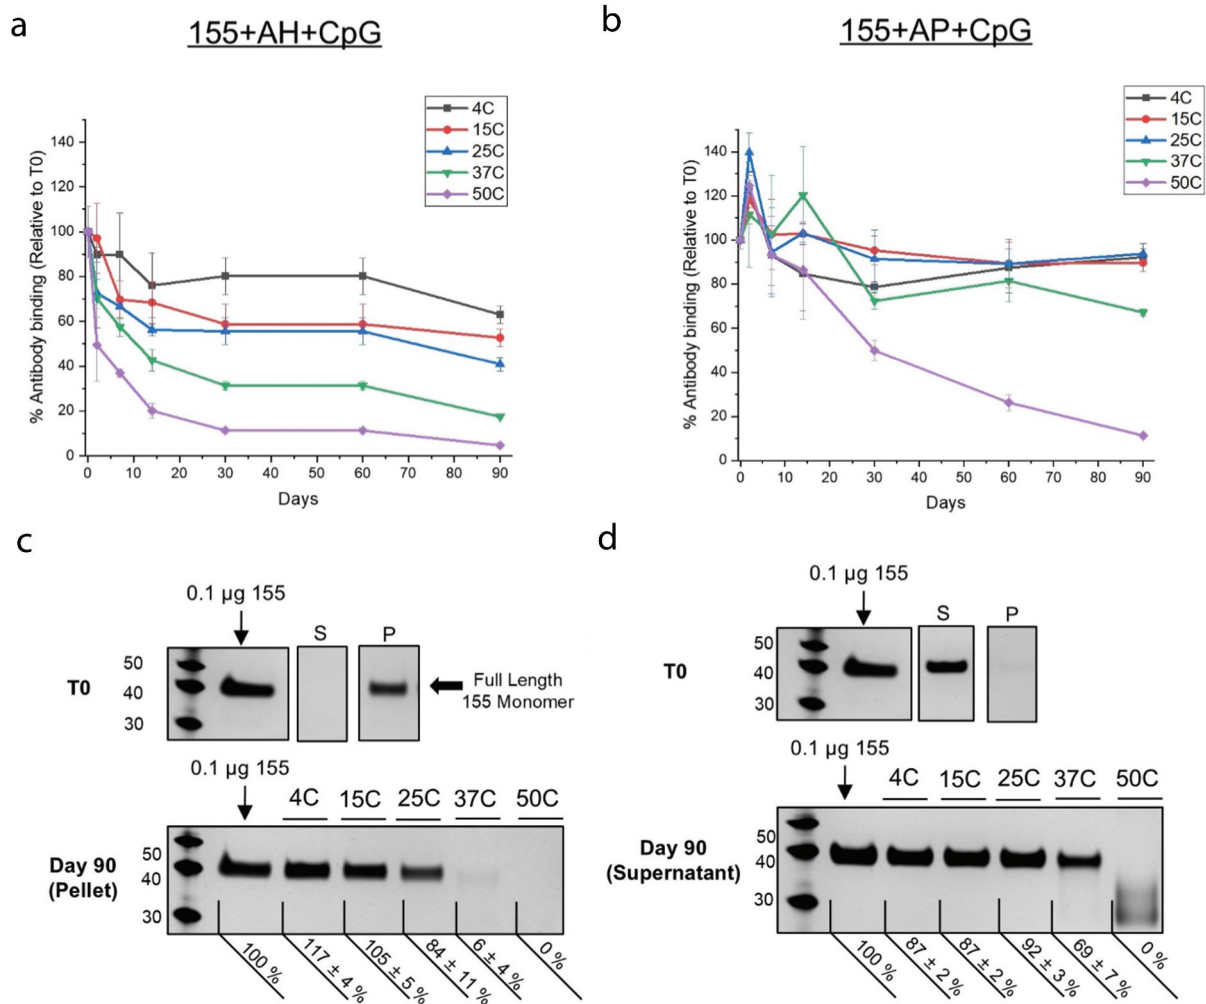 a
155+AH+CpG
4C
15C
25C
37C
50C
% Antibody binding (Relative to T0)
140
120
100
80
60
40
20
0
0 10 20 30 40 50 60 70 80 90
Days
b
155+AP+CpG
4C
15C
25C
37C
50C
% Antibody binding (Relative to T0)
140
120
100
80
60
40
20
0
0 10 20 30 40 50 60 70 80 90
Days
c
0.1 µg 155
S P
T0
50
40
30
Full Length
155 Monomer
0.1 µg 155
4C 15C 25C 37C 50C
Day 90
(Pellet)
50
40
30
100 % 117 ± 4 % 105 ± 5 % 84 ± 11 % 6 ± 4 % 0 %
d
0.1 µg 155
S P
T0
50
40
30
0.1 µg 155
4C 15C 25C 37C 50C
Day 90
(Supernatant)
50
40
30
100 % 87 ± 2 % 87 ± 2 % 92 ± 3 % 69 ± 7 % 0 %